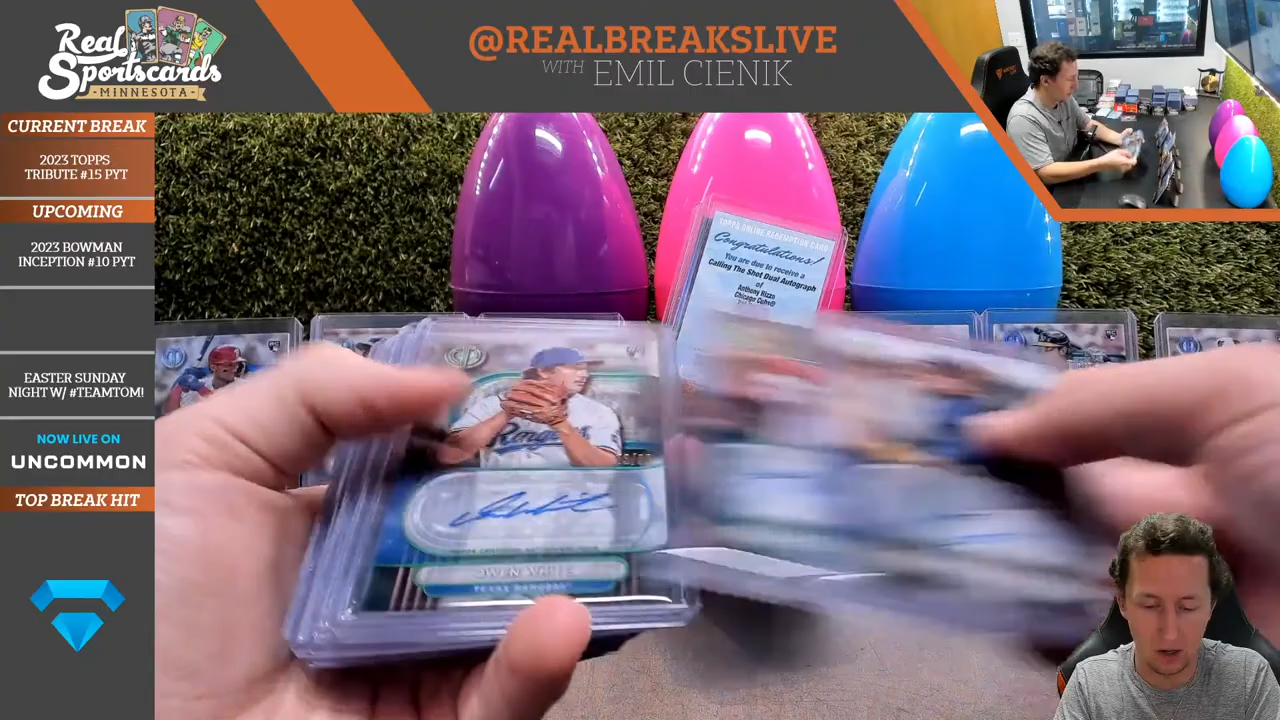 Real
Sportscards
MINNESOTA
@REALBREAKSLIVE
WITH EMIL CIENIK
CURRENT BREAK
2023 TOPPS
TRIBUTE #15 PYT
UPCOMING
2023 BOWMAN
INCEPTION #10 PYT
EASTER SUNDAY
NIGHT W/ #TEAMTOM!
NOW LIVE ON
UNCOMMON
TOP BREAK HIT
TOPPS ONLINE REDEMPTION CARD
Congratulations!
You are due to receive a
Calling The Shot Dual Autograph
of
Anthony Rizzo
Chicago Cubs®
Rangers
OWEN WHITE
TEXAS RANGERS